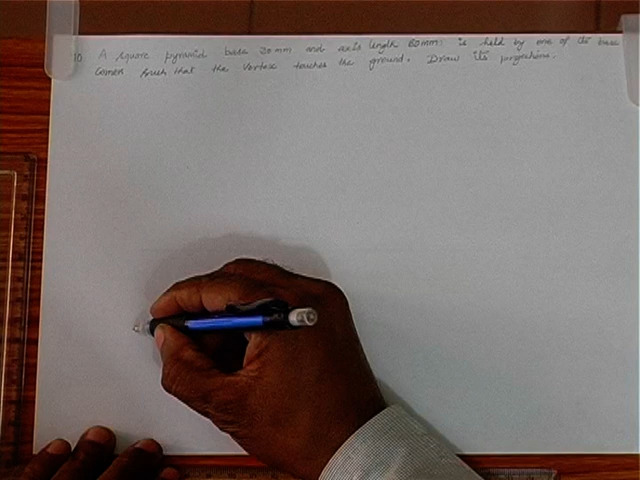 10 A square pyramid base 30mm and axis length 60mm is held by one of its base
corner such that the vertex touches the ground. Draw its projections.